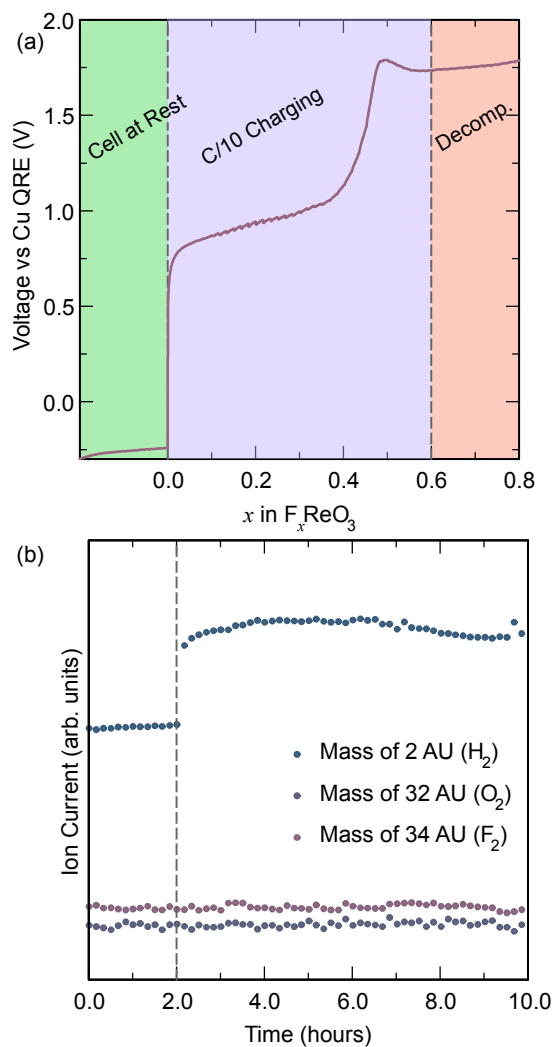 (a)
2.0
1.5
1.0
0.5
0.0
Voltage vs Cu QRE (V)
Cell at Rest
C/10 Charging
Decomp.
0.0 0.2 0.4 0.6 0.8
x in FₓReO₃
(b)
Ion Current (arb. units)
Mass of 2 AU (H₂)
Mass of 32 AU (O₂)
Mass of 34 AU (F₂)
0.0 2.0 4.0 6.0 8.0 10.0
Time (hours)